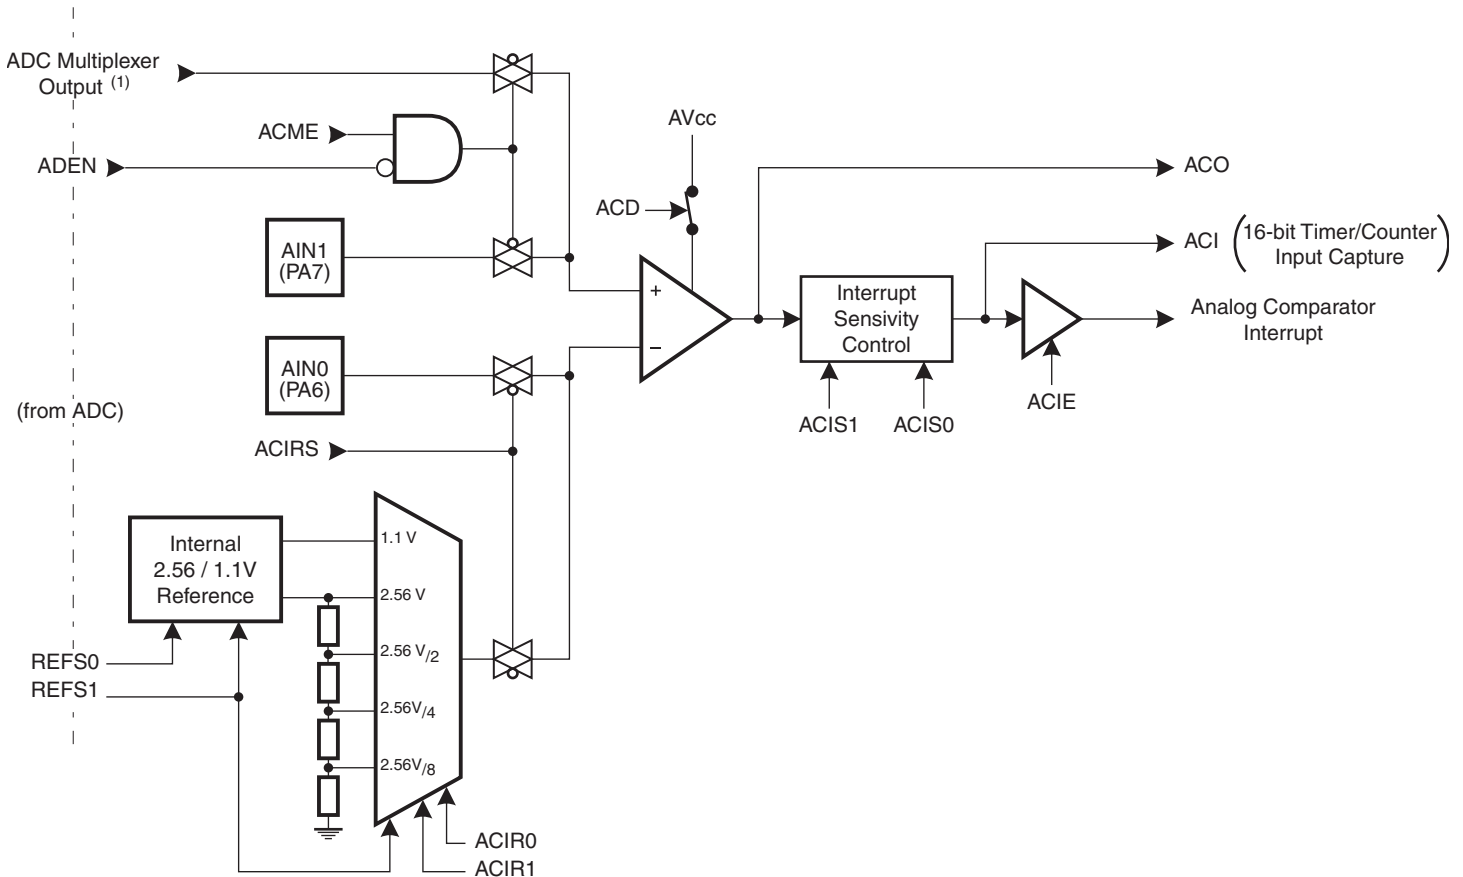 ADC Multiplexer
Output (1)
ACME
ADEN
AIN1
(PA7)
AIN0
(PA6)
(from ADC)
ACIRS
Internal
2.56 / 1.1V
Reference
REFS0
REFS1
1.1 V
2.56 V
2.56 V/2
2.56V/4
2.56V/8
ACIR0
ACIR1
AVcc
ACD
+
−
Interrupt
Sensivity
Control
ACIS1
ACIS0
ACIE
ACO
ACI (16-bit Timer/Counter
Input Capture)
Analog Comparator
Interrupt